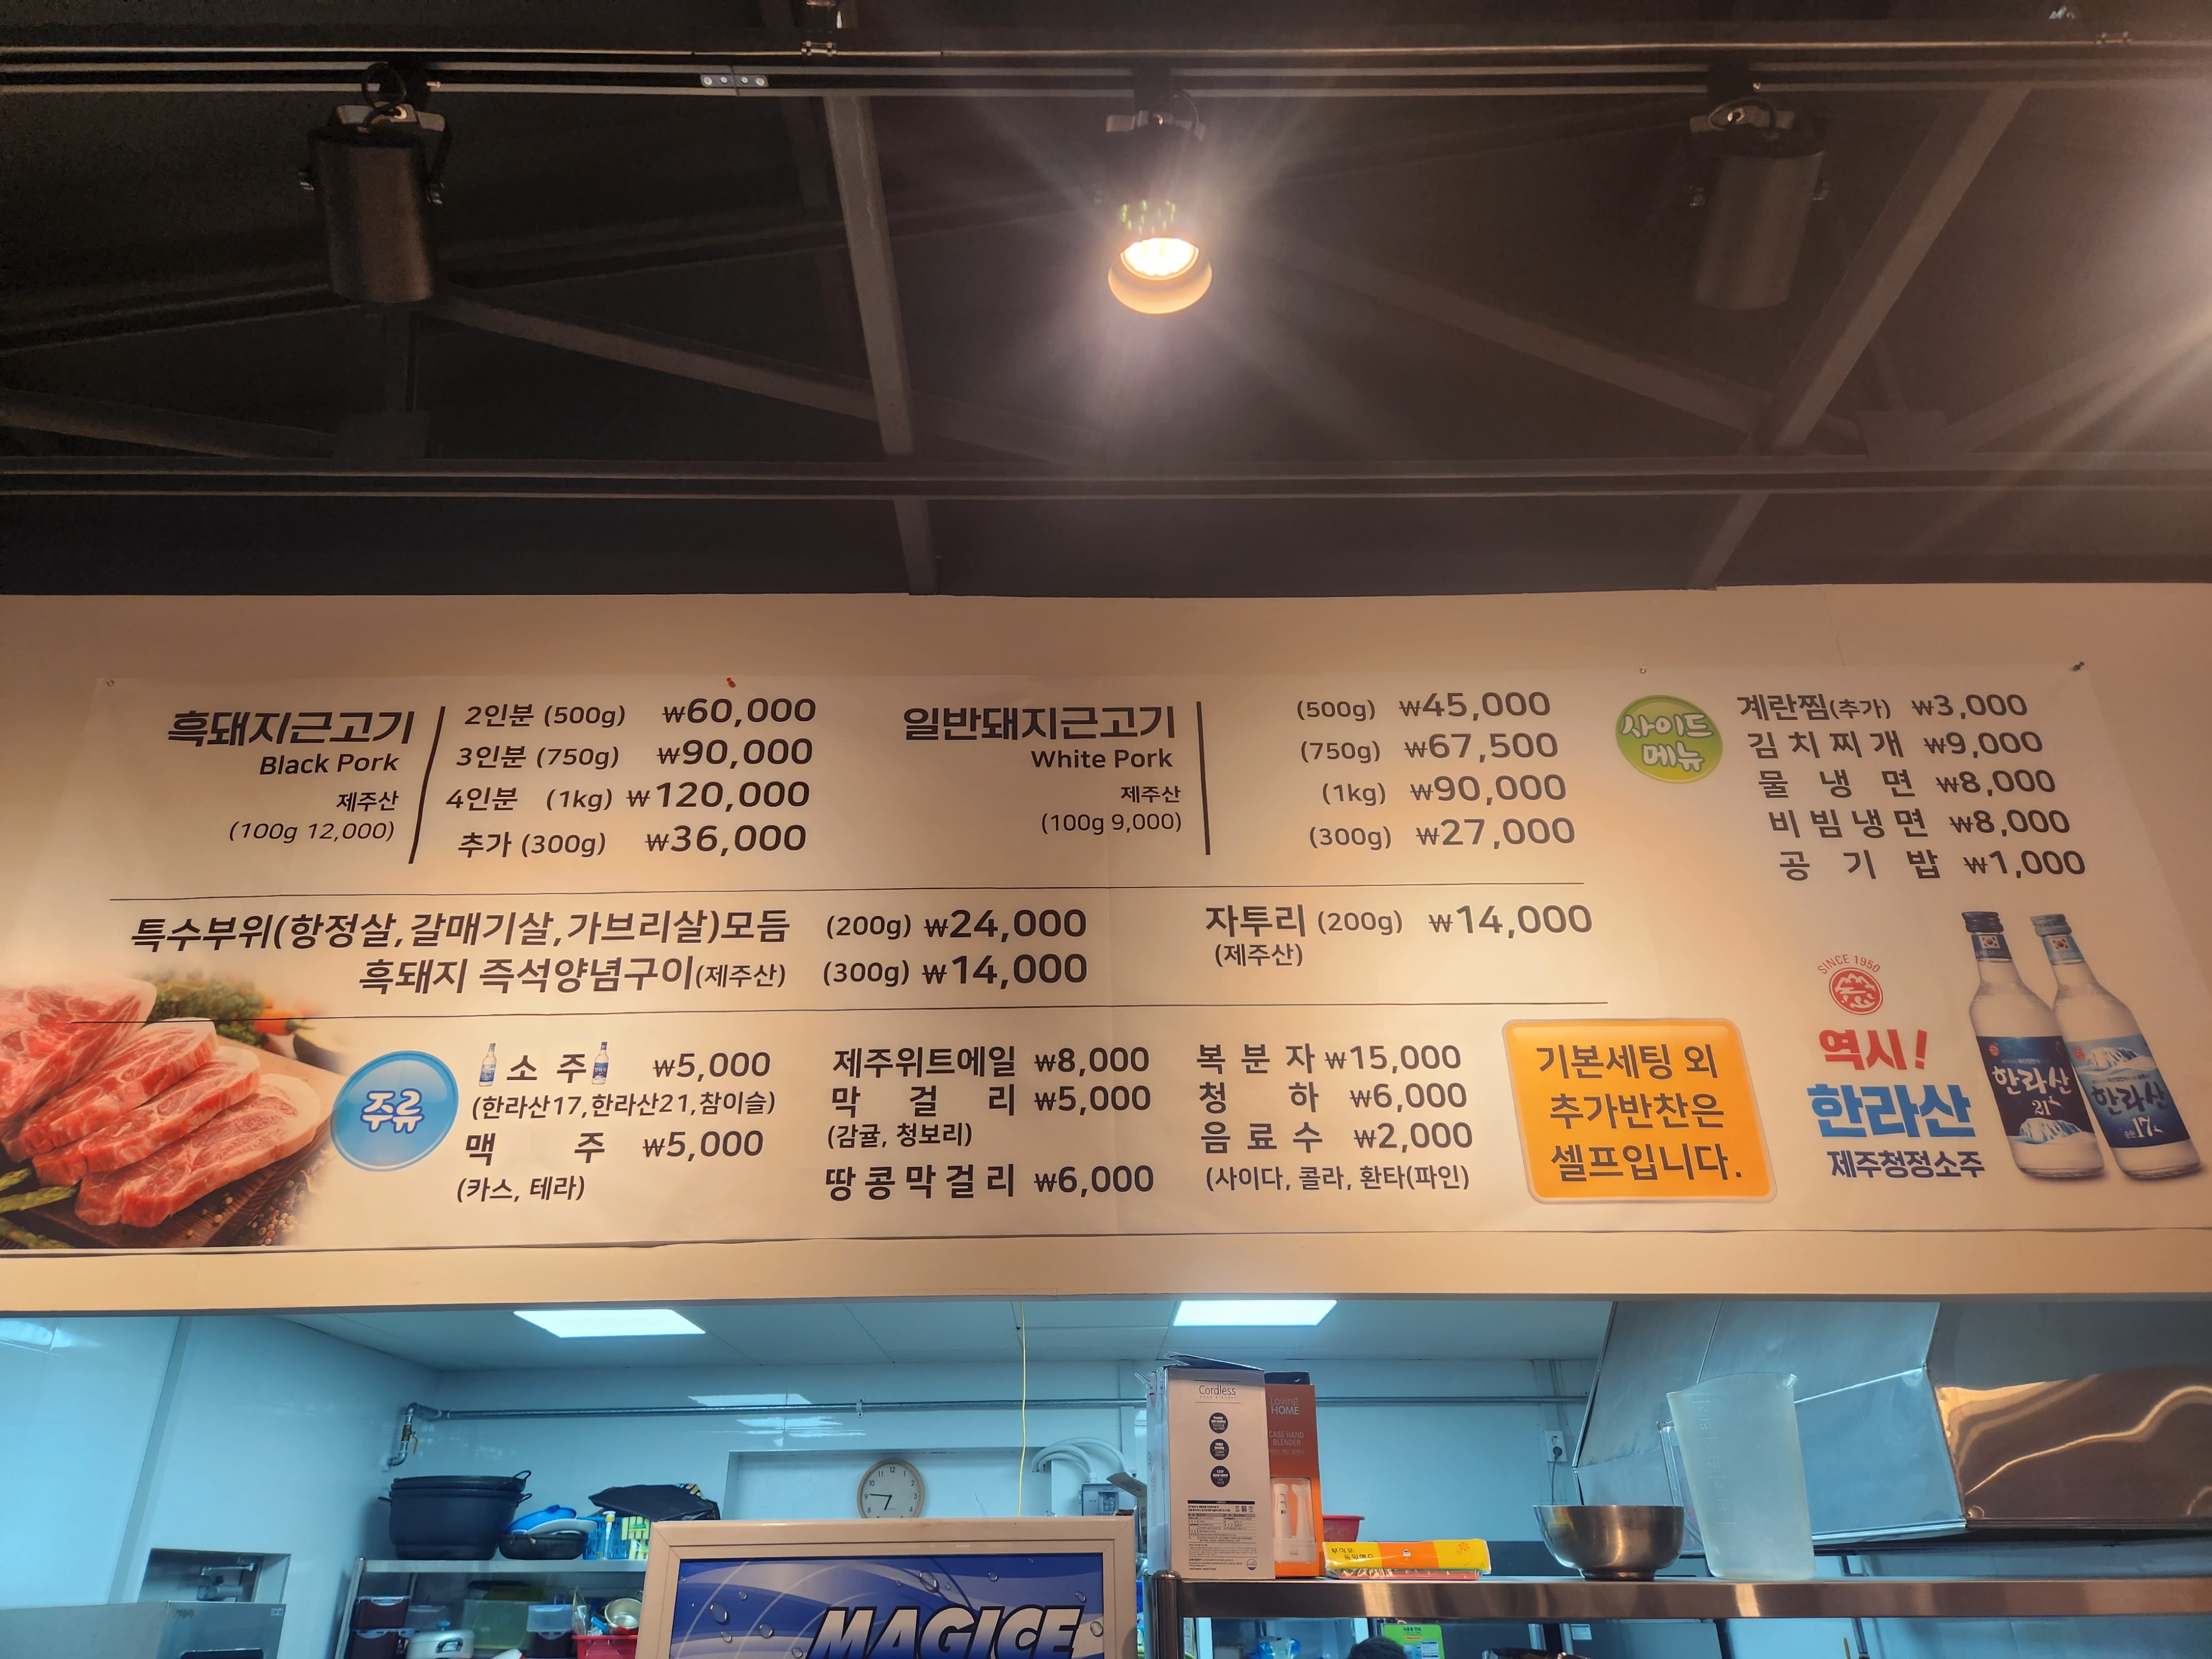 흑돼지근고기
Black Pork
제주산
(100g 12,000)
2인분 (500g) ₩60,000
3인분 (750g) ₩90,000
4인분 (1kg) ₩120,000
추가 (300g) ₩36,000
일반돼지근고기
White Pork
제주산
(100g 9,000)
(500g) ₩45,000
(750g) ₩67,500
(1kg) ₩90,000
(300g) ₩27,000
사이드
메뉴
계란찜(추가) ₩3,000
김치찌개 ₩9,000
물냉면 ₩8,000
비빔냉면 ₩8,000
공기밥 ₩1,000
특수부위(항정살,갈매기살,가브리살)모듬 (200g) ₩24,000
흑돼지 즉석양념구이(제주산) (300g) ₩14,000
자투리 (200g) ₩14,000
(제주산)
주류
소주 ₩5,000
(한라산17,한라산21,참이슬)
맥주 ₩5,000
(카스, 테라)
제주위트에일 ₩8,000
막걸리 ₩5,000
(감귤, 청보리)
땅콩막걸리 ₩6,000
복분자 ₩15,000
청하 ₩6,000
음료수 ₩2,000
(사이다, 콜라, 환타(파인)
기본세팅 외
추가반찬은
셀프입니다.
SINCE 1950
역시!
한라산
제주청정소주
한라산
21
한라산
17
Cordless
Loving
HOME
CASE HAND
BLENDER
MAGICE